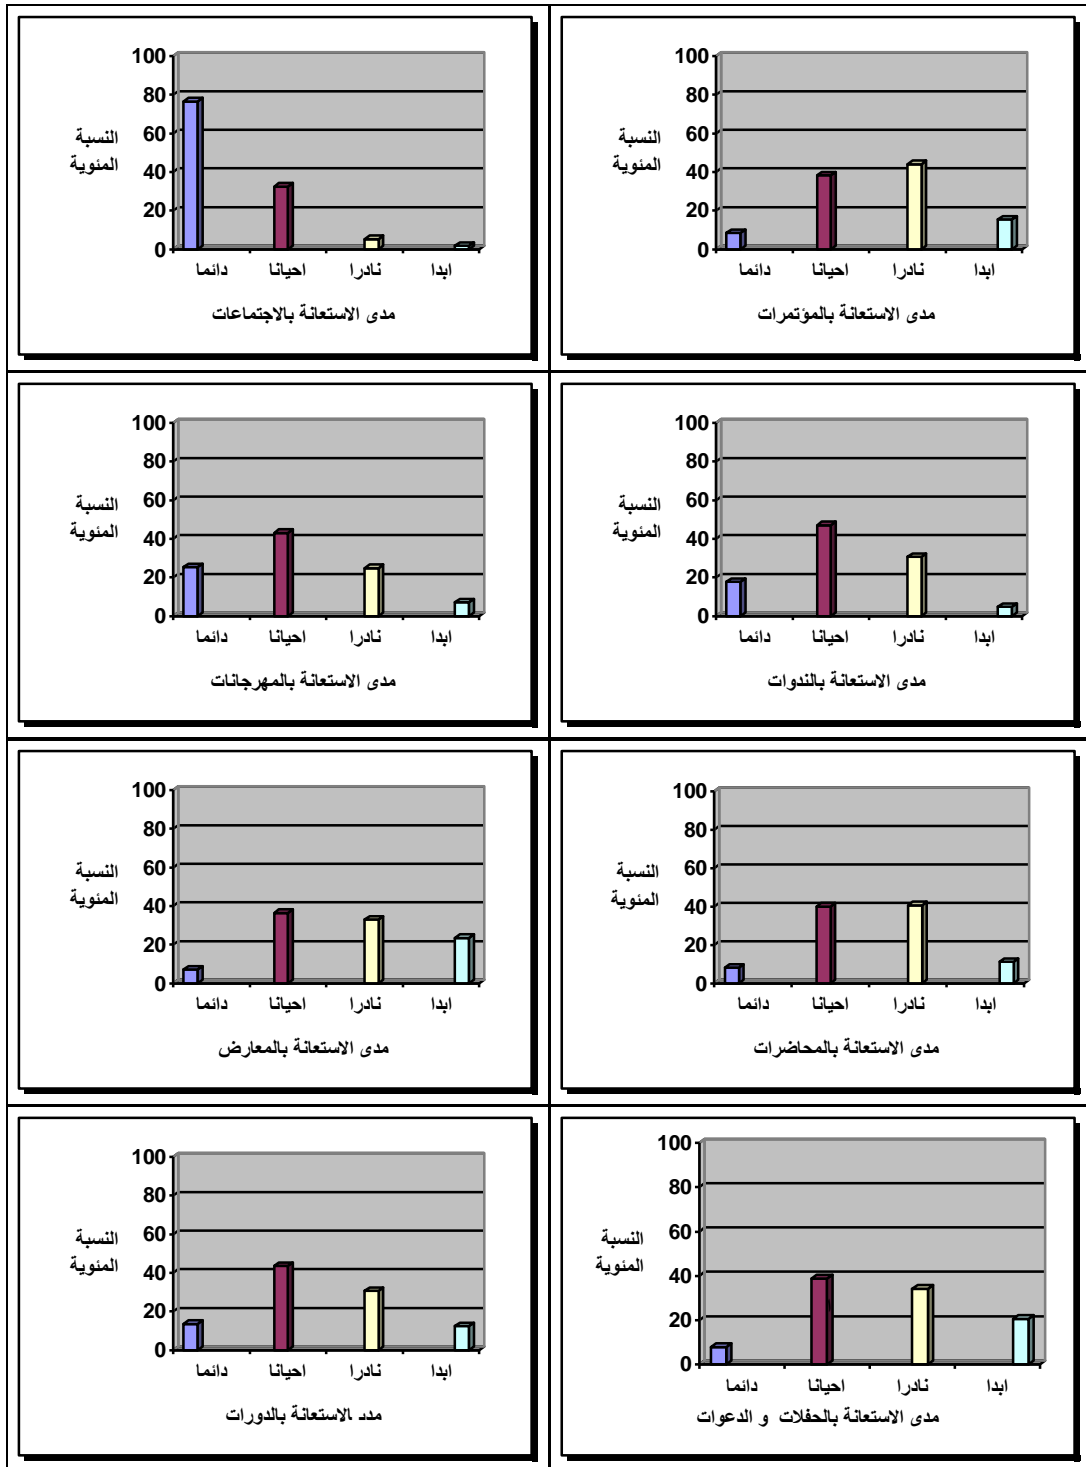 100
80
60
40
20
0
النسبة
المئوية
دائما احيانا نادرا ابدا
مدى الاستعانة بالمؤتمرات
100
80
60
40
20
0
النسبة
المئوية
دائما احيانا نادرا ابدا
مدى الاستعانة بالاجتماعات
100
80
60
40
20
0
النسبة
المئوية
دائما احيانا نادرا ابدا
مدى الاستعانة بالندوات
100
80
60
40
20
0
النسبة
المئوية
دائما احيانا نادرا ابدا
مدى الاستعانة بالمهرجانات
100
80
60
40
20
0
النسبة
المئوية
دائما احيانا نادرا ابدا
مدى الاستعانة بالمحاضرات
100
80
60
40
20
0
النسبة
المئوية
دائما احيانا نادرا ابدا
مدى الاستعانة بالمعارض
100
80
60
40
20
0
النسبة
المئوية
دائما احيانا نادرا ابدا
مدى الاستعانة بالحفلات و الدعوات
100
80
60
40
20
0
النسبة
المئوية
دائما احيانا نادرا ابدا
مدد الاستعانة بالدورات